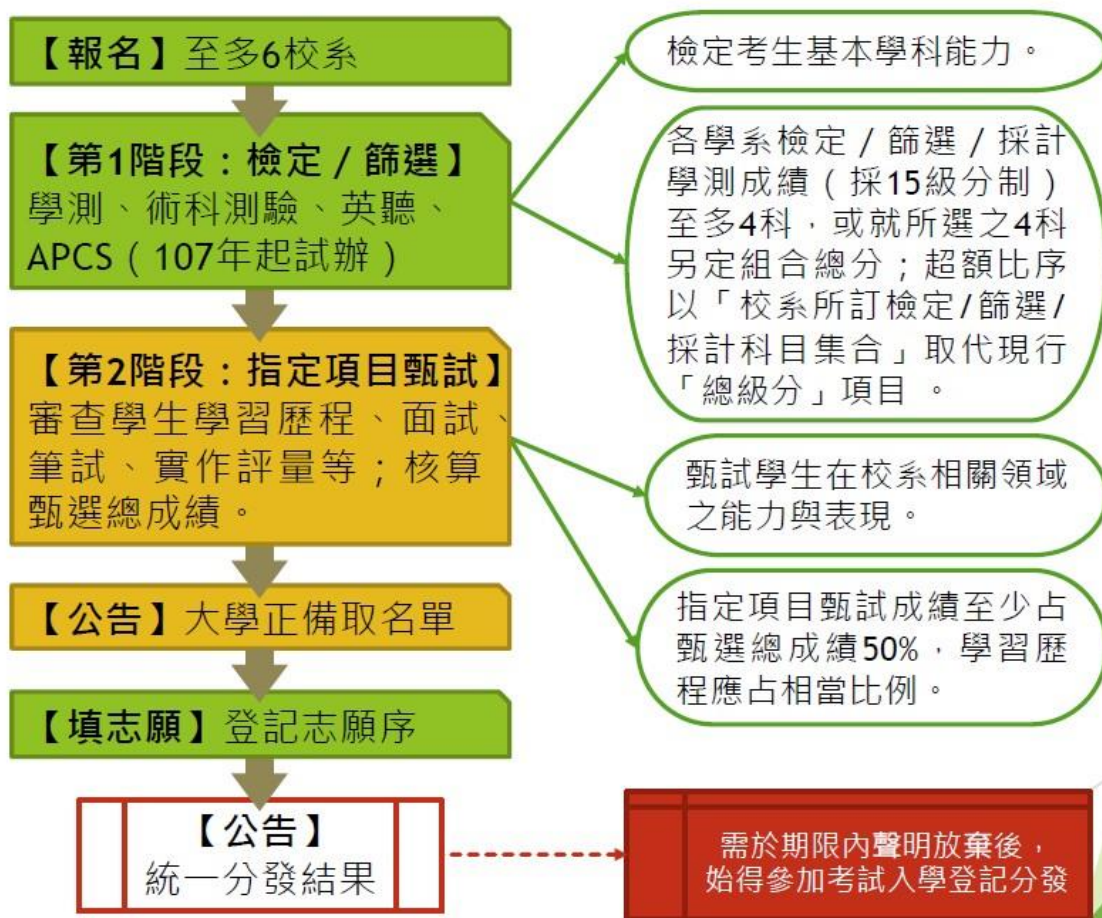 【報名】至多6校系
【第1階段：檢定／篩選】
學測、術科測驗、英聽、
APCS（107年起試辦）
【第2階段：指定項目甄試】
審查學生學習歷程、面試、
筆試、實作評量等；核算
甄選總成績。
【公告】大學正備取名單
【填志願】登記志願序
【公告】
統一分發結果
檢定考生基本學科能力。
各學系檢定／篩選／採計
學測成績（採15級分制）
至多4科，或就所選之4科
另定組合總分；超額比序
以「校系所訂檢定/篩選/
採計科目集合」取代現行
「總級分」項目 。
甄試學生在校系相關領域
之能力與表現。
指定項目甄試成績至少占
甄選總成績50%，學習歷
程應占相當比例。
需於期限內聲明放棄後，
始得參加考試入學登記分發